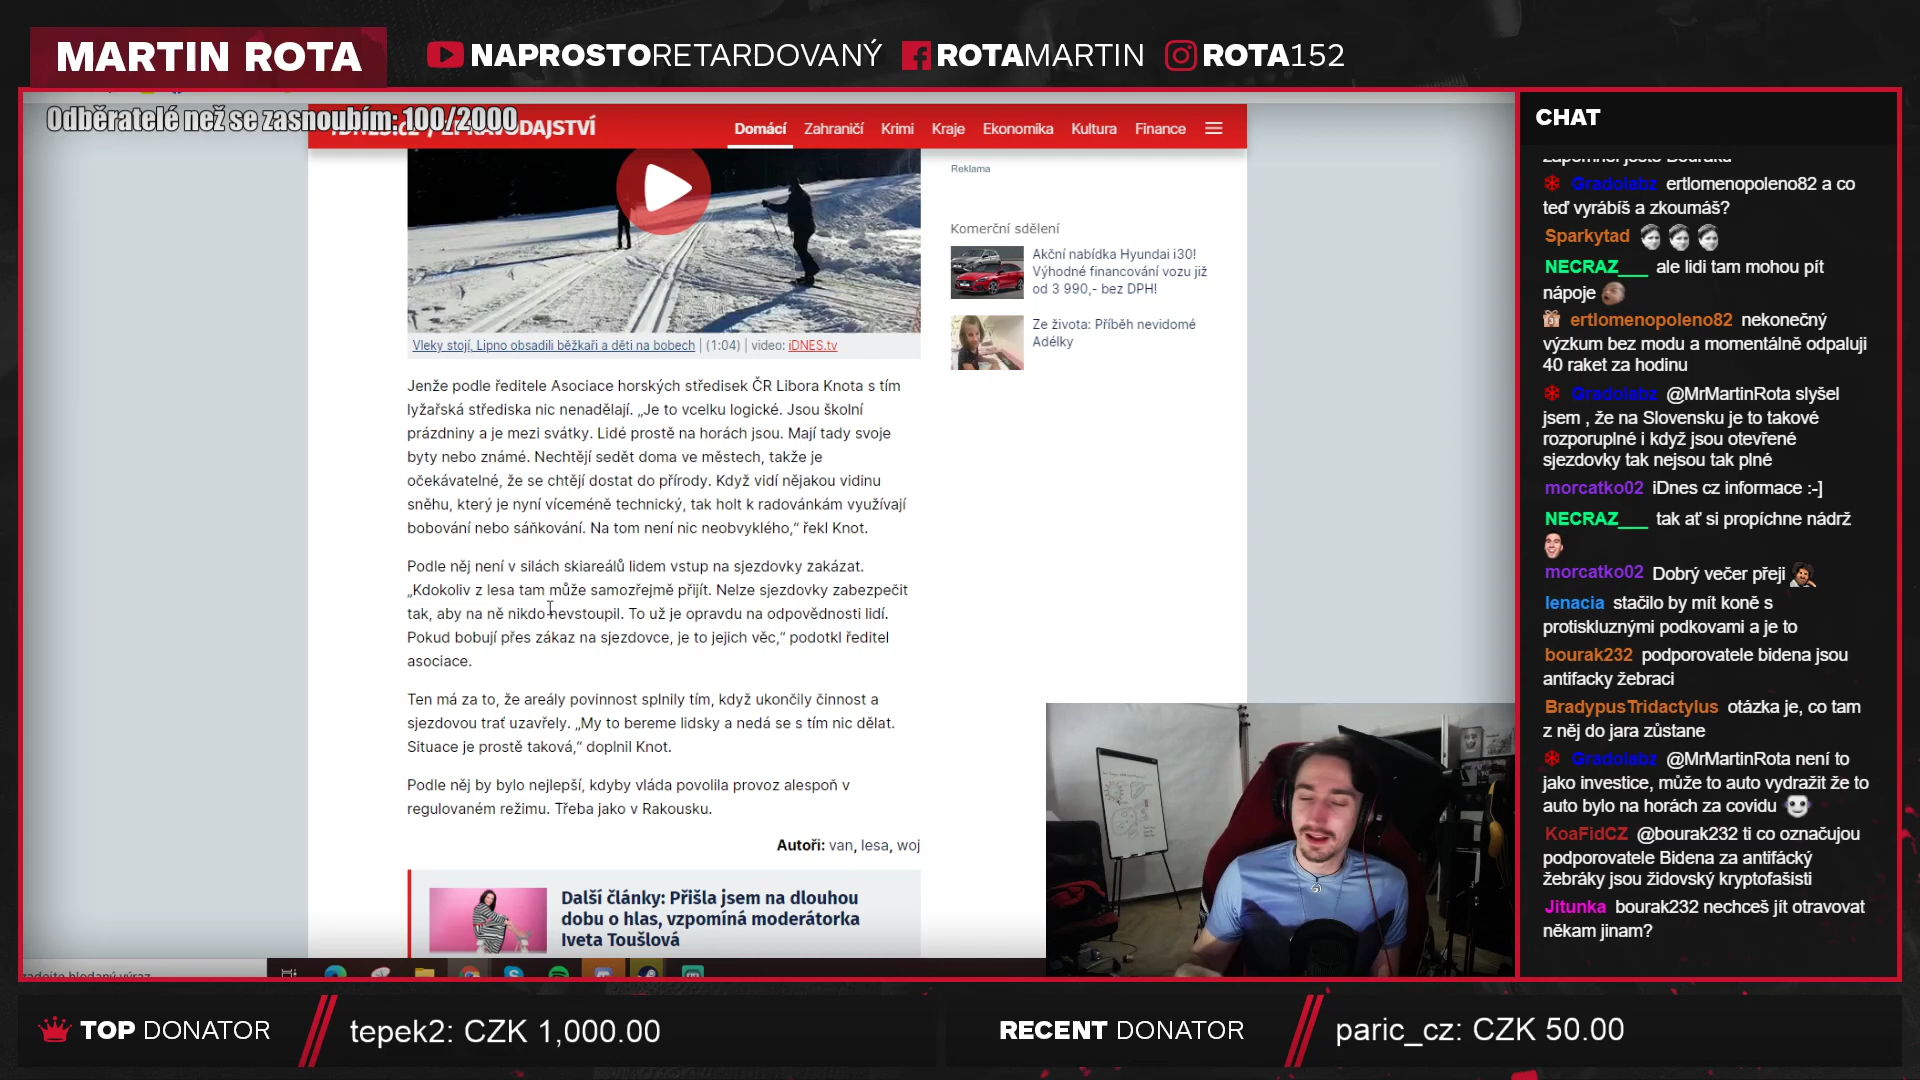 MARTIN ROTA
NAPROSTORETARDOVANÝ
ROTAMARTIN
ROTA152
Odběratelé než se zasnoubím: 100/2000
Domácí Zahraničí Krimi Kraje Ekonomika Kultura Finance
Vleky stojí, Lipno obsadili běžkaři a děti na bobech | (1:04) | video: iDNES.tv
Jenže podle ředitele Asociace horských středisek ČR Libora Knota s tím
lyžařská střediska nic nenadělají. „Je to vcelku logické. Jsou školní
prázdniny a je mezi svátky. Lidé prostě na horách jsou. Mají tady svoje
byty nebo známé. Nechtějí sedět doma ve městech, takže je
očekávatelné, že se chtějí dostat do přírody. Když vidí nějakou vidinu
sněhu, který je nyní víceméně technický, tak holt k radovánkám využívají
bobování nebo sáňkování. Na tom není nic neobvyklého,“ řekl Knot.
Podle něj není v silách skiareálů lidem vstup na sjezdovky zakázat.
„Kdokoliv z lesa tam může samozřejmě přijít. Nelze sjezdovky zabezpečit
tak, aby na ně nikdo nevstoupil. To už je opravdu na odpovědnosti lidí.
Pokud bobují přes zákaz na sjezdovce, je to jejich věc,“ podotkl ředitel
asociace.
Ten má za to, že areály povinnost splnily tím, když ukončily činnost a
sjezdovou trať uzavřely. „My to bereme lidsky a nedá se s tím nic dělat.
Situace je prostě taková,“ doplnil Knot.
Podle něj by bylo nejlepší, kdyby vláda povolila provoz alespoň v
regulovaném režimu. Třeba jako v Rakousku.
Autoři: van, lesa, woj
Další články: Přišla jsem na dlouhou
dobu o hlas, vzpomíná moderátorka
Iveta Toušlová
Reklama
Komerční sdělení
Akční nabídka Hyundai i30!
Výhodné financování vozu již
od 3 990,- bez DPH!
Ze života: Příběh nevidomé
Adélky
CHAT
Gradolabz ertlomenopoleno82 a co
teď vyrábíš a zkoumáš?
Sparkytad
NECRAZ___ ale lidi tam mohou pít
nápoje
ertlomenopoleno82 nekonečný
výzkum bez modu a momentálně odpaluji
40 raket za hodinu
Gradolabz @MrMartinRota slyšel
jsem , že na Slovensku je to takové
rozporuplné i když jsou otevřené
sjezdovky tak nejsou tak plné
morcatko02 iDnes cz informace :-]
NECRAZ___ tak ať si propíchne nádrž
morcatko02 Dobrý večer přeji
lenacia stačilo by mít koně s
protiskluznými podkovami a je to
bourak232 podporovatele bidena jsou
antifacky žebraci
BradypusTridactylus otázka je, co tam
z něj do jara zůstane
Gradolabz @MrMartinRota není to
jako investice, může to auto vydražit že to
auto bylo na horách za covidu
KoaFidCZ @bourak232 ti co označujou
podporovatele Bidena za antifácký
žebráky jsou židovský kryptofašisti
Jitunka bourak232 nechceš jít otravovat
někam jinam?
TOP DONATOR
tepek2: CZK 1,000.00
RECENT DONATOR
paric_cz: CZK 50.00